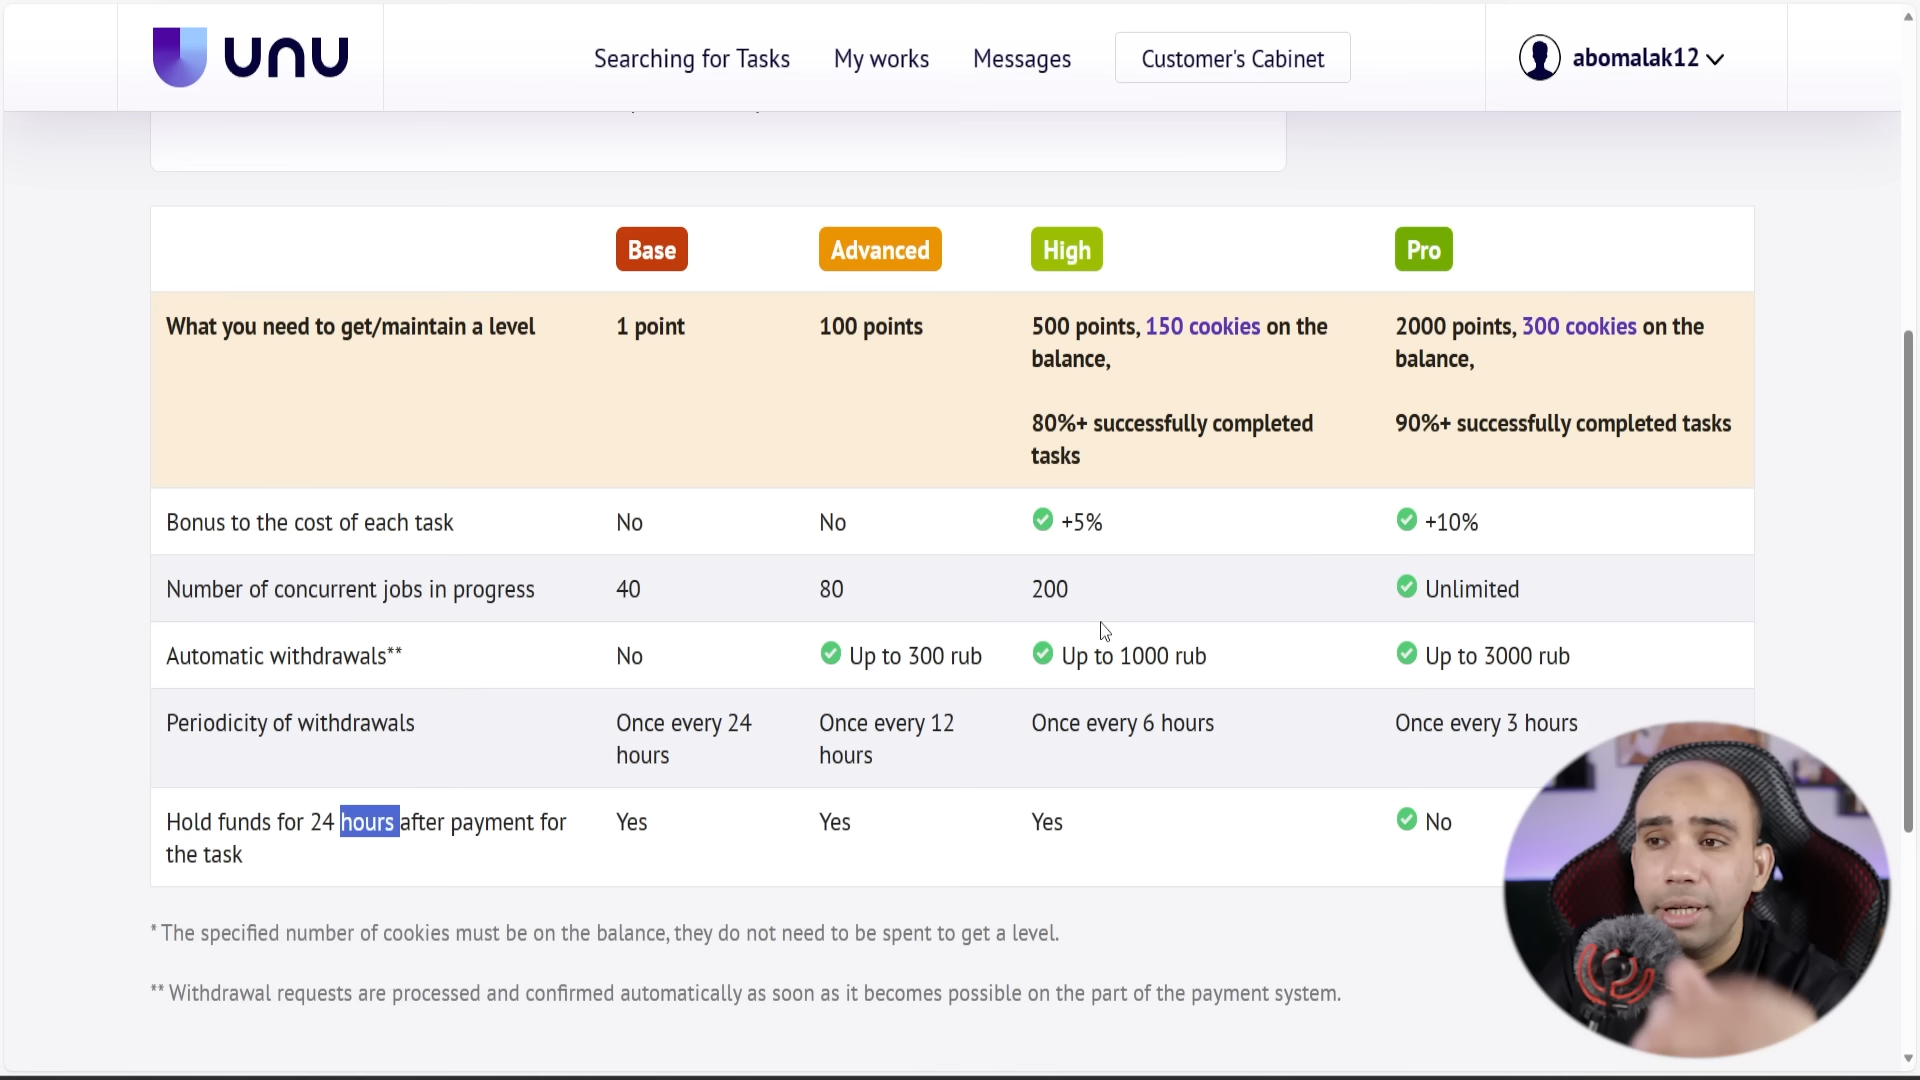 unu
Searching for Tasks
My works
Messages
Customer's Cabinet
abomalak12
Base
Advanced
High
Pro
What you need to get/maintain a level
1 point
100 points
500 points, 150 cookies on the
balance,
80%+ successfully completed
tasks
2000 points, 300 cookies on the
balance,
90%+ successfully completed tasks
Bonus to the cost of each task
No
No
+5%
+10%
Number of concurrent jobs in progress
40
80
200
Unlimited
Automatic withdrawals**
No
Up to 300 rub
Up to 1000 rub
Up to 3000 rub
Periodicity of withdrawals
Once every 24
hours
Once every 12
hours
Once every 6 hours
Once every 3 hours
Hold funds for 24 hours after payment for
the task
Yes
Yes
Yes
No
* The specified number of cookies must be on the balance, they do not need to be spent to get a level.
** Withdrawal requests are processed and confirmed automatically as soon as it becomes possible on the part of the payment system.